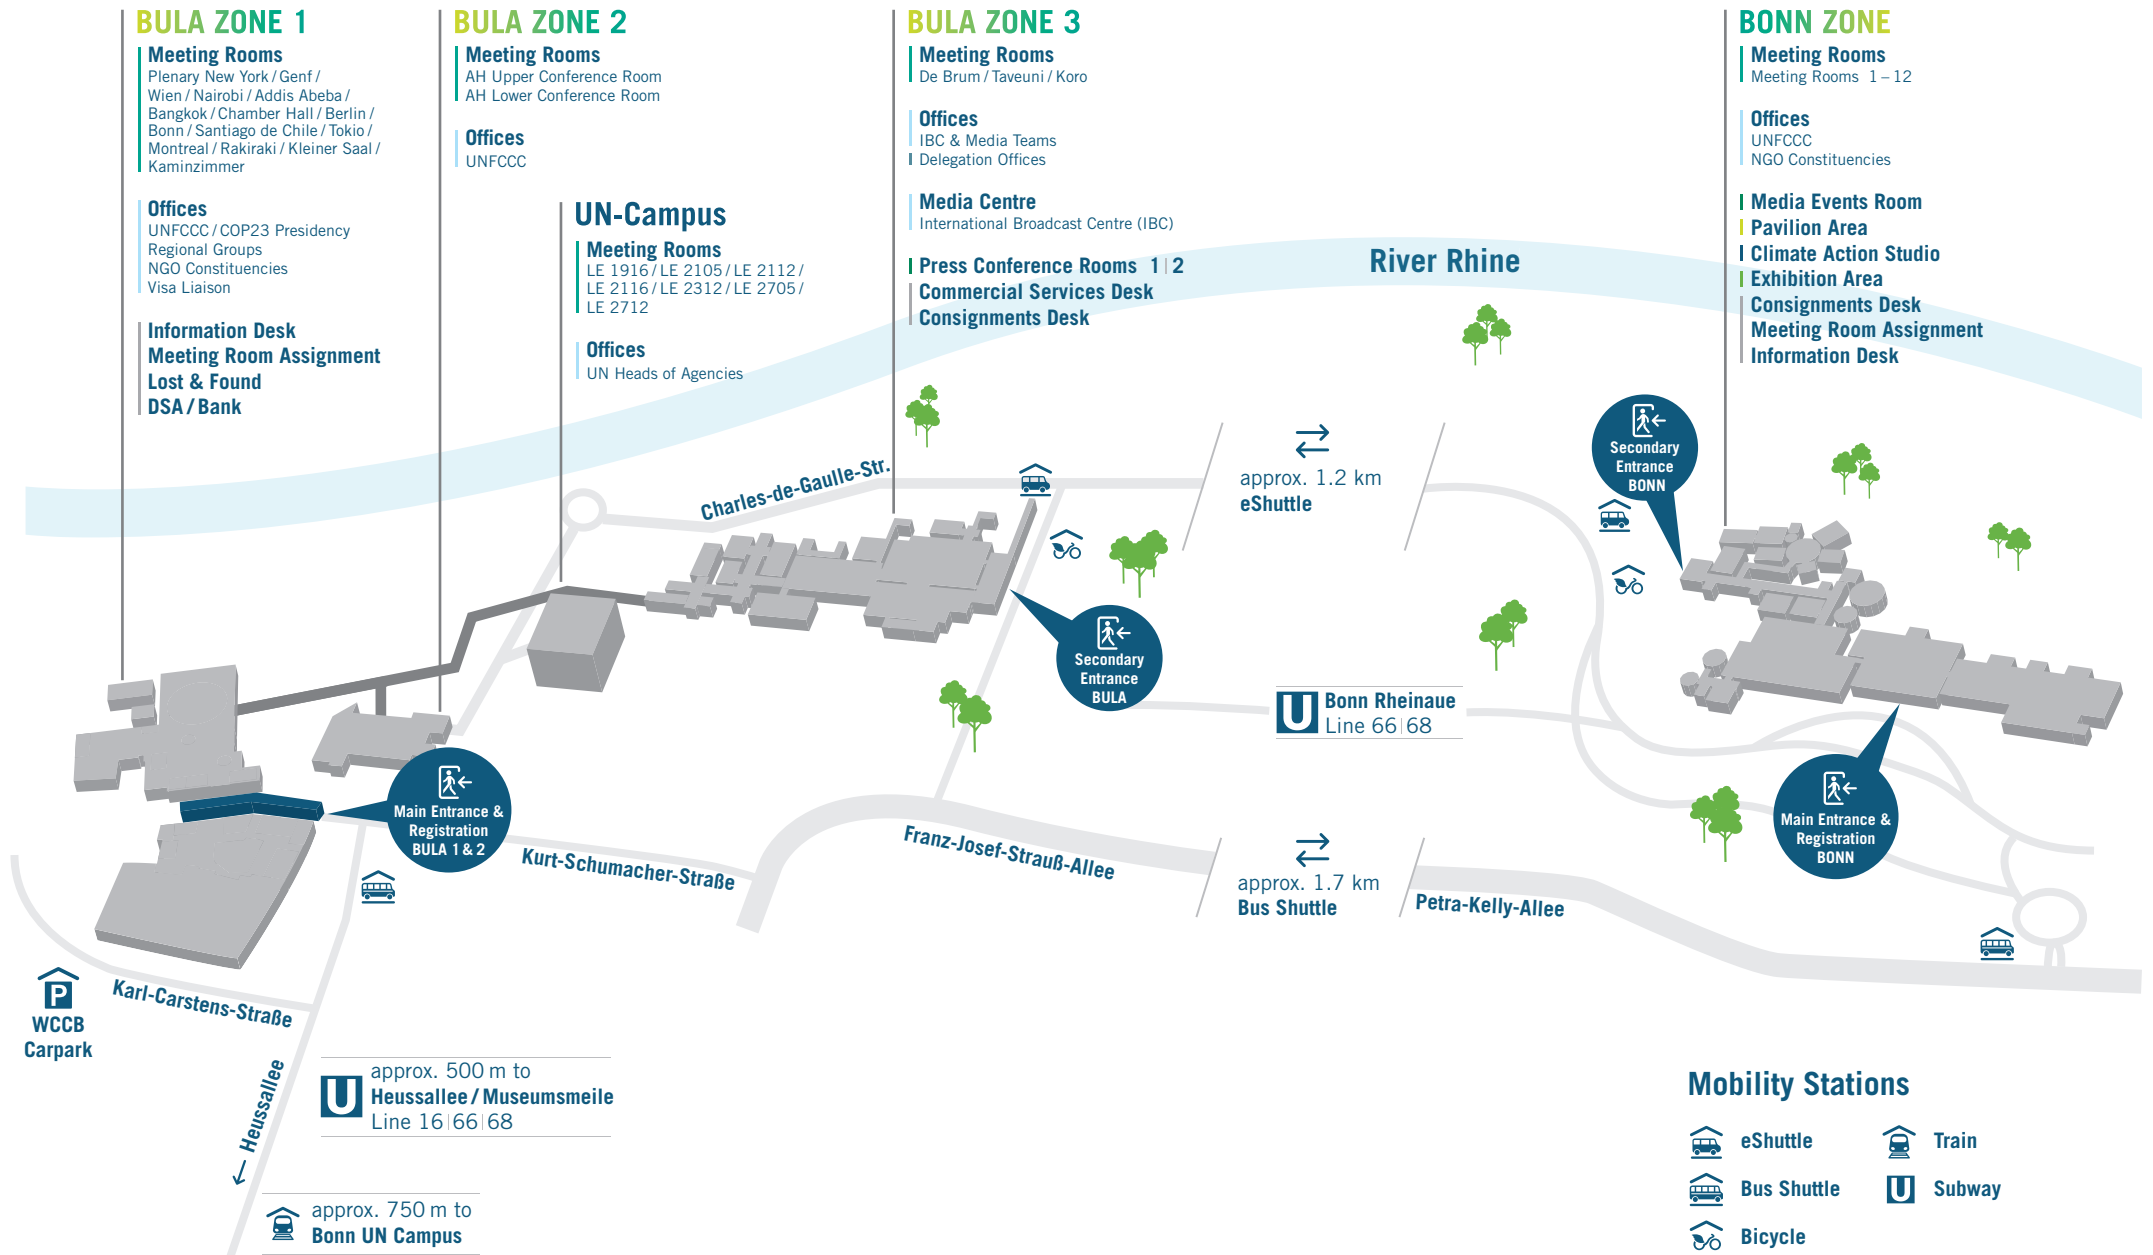 BULA ZONE 1
Meeting Rooms
Plenary New York / Genf /
Wien / Nairobi / Addis Abeba /
Bangkok / Chamber Hall / Berlin /
Bonn / Santiago de Chile / Tokio /
Montreal / Rakiraki / Kleiner Saal /
Kaminzimmer
Offices
UNFCCC / COP23 Presidency
Regional Groups
NGO Constituencies
Visa Liaison
Information Desk
Meeting Room Assignment
Lost & Found
DSA / Bank
BULA ZONE 2
Meeting Rooms
AH Upper Conference Room
AH Lower Conference Room
Offices
UNFCCC
UN-Campus
Meeting Rooms
LE 1916 / LE 2105 / LE 2112 /
LE 2116 / LE 2312 / LE 2705 /
LE 2712
Offices
UN Heads of Agencies
BULA ZONE 3
Meeting Rooms
De Brum / Taveuni / Koro
Offices
IBC & Media Teams
Delegation Offices
Media Centre
International Broadcast Centre (IBC)
Press Conference Rooms 1 | 2
Commercial Services Desk
Consignments Desk
BONN ZONE
Meeting Rooms
Meeting Rooms 1 – 12
Offices
UNFCCC
NGO Constituencies
Media Events Room
Pavilion Area
Climate Action Studio
Exhibition Area
Consignments Desk
Meeting Room Assignment
Information Desk
River Rhine
Charles-de-Gaulle-Str.
approx. 1.2 km
eShuttle
Secondary
Entrance
BONN
Secondary
Entrance
BULA
U
Bonn Rheinaue
Line 66 | 68
Main Entrance &
Registration
BULA 1 & 2
Main Entrance &
Registration
BONN
Kurt-Schumacher-Straße
Franz-Josef-Strauß-Allee
approx. 1.7 km
Bus Shuttle
Petra-Kelly-Allee
P
WCCB
Carpark
Karl-Carstens-Straße
← Heussallee
U
approx. 500 m to
Heussallee / Museumsmeile
Line 16 | 66 | 68
approx. 750 m to
Bonn UN Campus
Mobility Stations
eShuttle
Train
Bus Shuttle
U
Subway
Bicycle